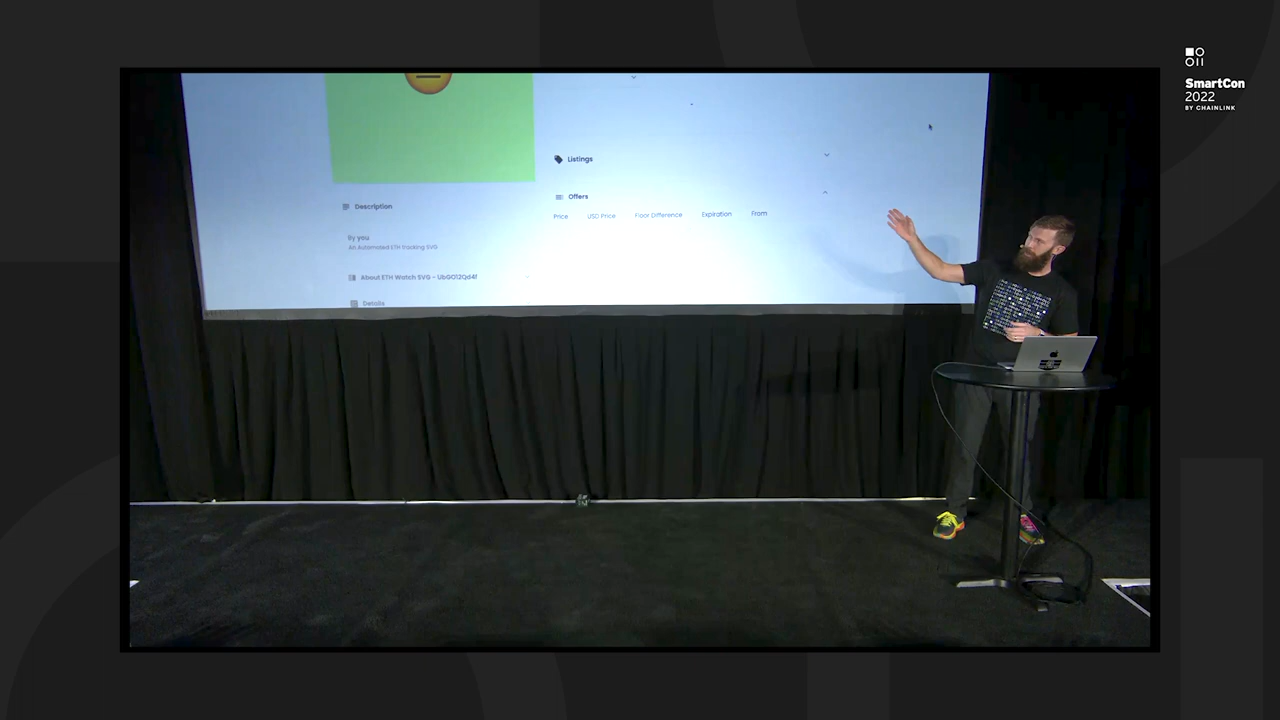 SmartCon
2022
BY CHAINLINK
Listings
Offers
Price USD Price Floor Difference Expiration From
Description
By you
An Automated ETH tracking SVG
About ETH Watch SVG - UbGO12Qd4f
Details